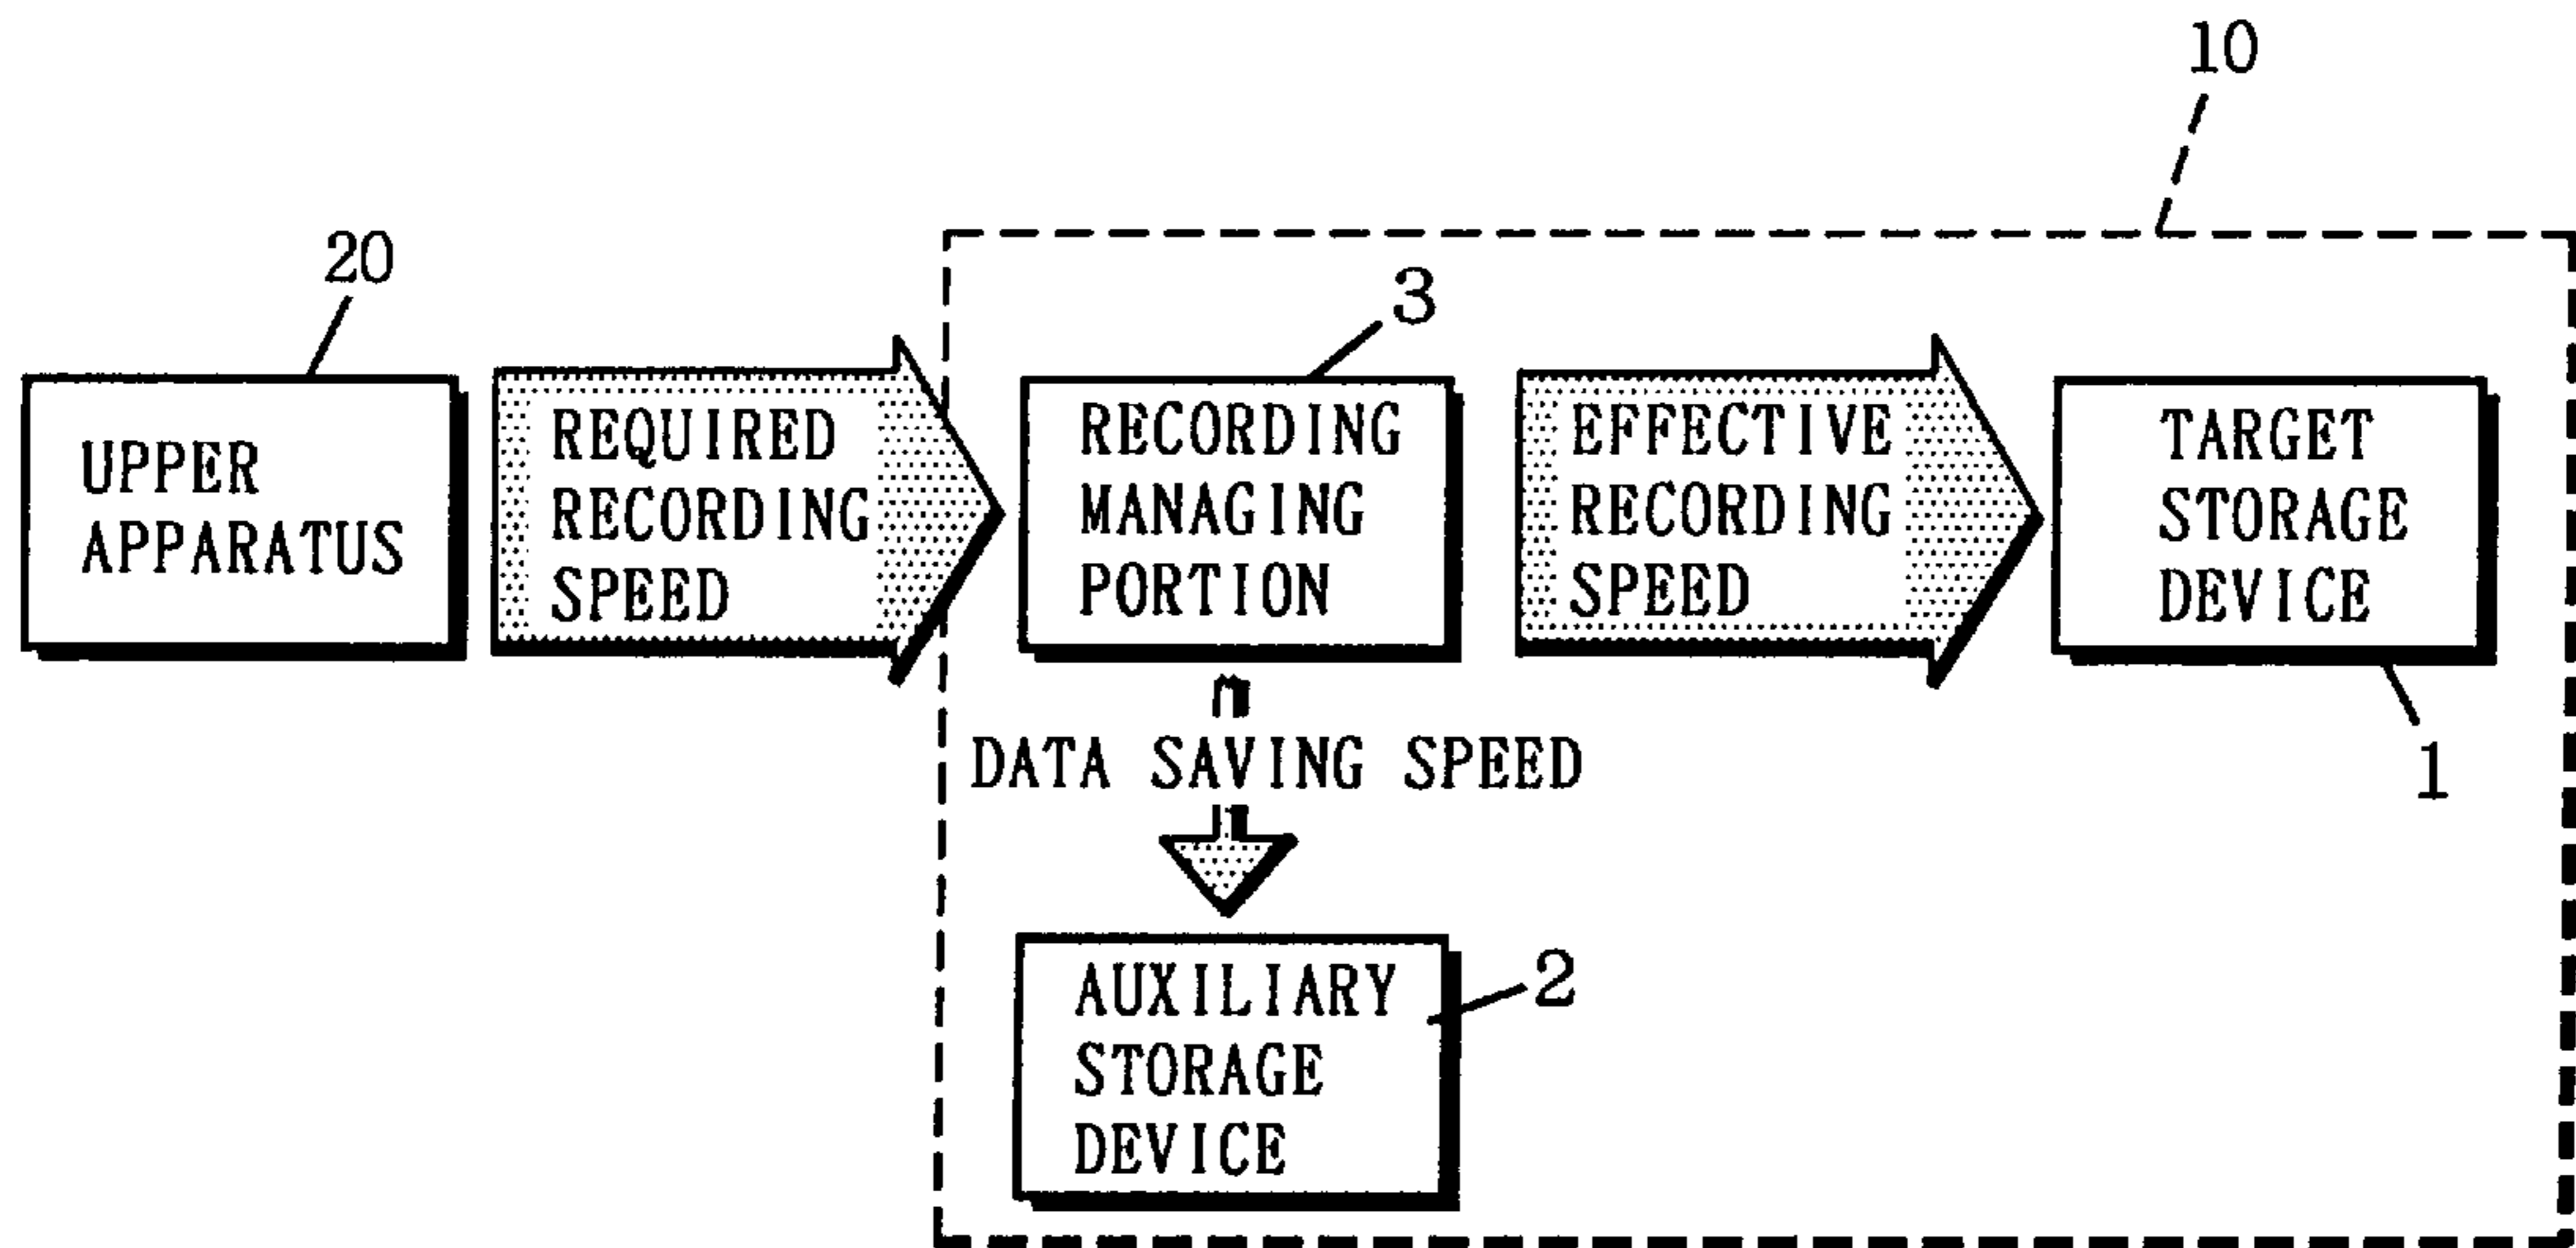 10
20
3
UPPER
APPARATUS
REQUIRED
RECORDING
SPEED
RECORDING
MANAGING
PORTION
EFFECTIVE
RECORDING
SPEED
TARGET
STORAGE
DEVICE
1
DATA SAVING SPEED
AUXILIARY
STORAGE
DEVICE
2